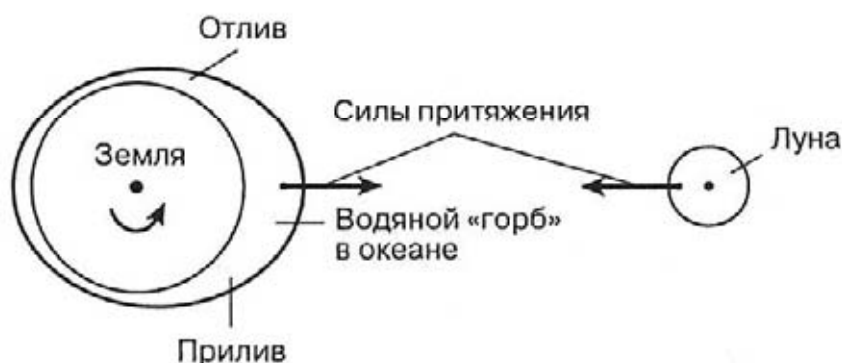 Отлив
Силы притяжения
Луна
Земля
Водяной «горб»
в океане
Прилив